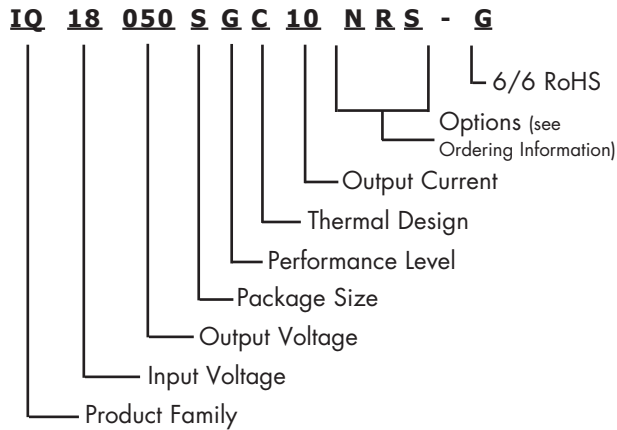 IQ 18 050 S G C 10 N R S - G
6/6 RoHS
Options (see
Ordering Information)
Output Current
Thermal Design
Performance Level
Package Size
Output Voltage
Input Voltage
Product Family